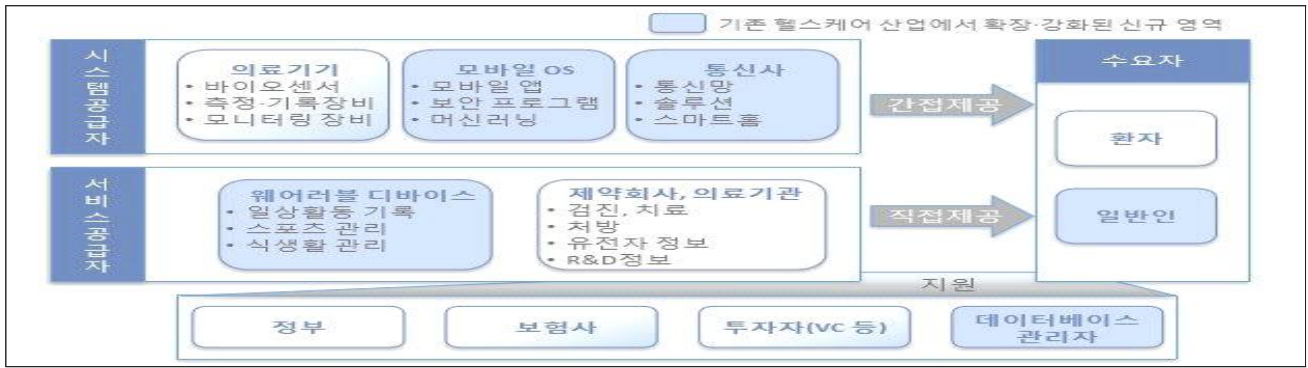 기존 헬스케어 산업에서 확장·강화된 신규 영역
시스템공급자
의료기기
• 바이오센서
• 측정·기록장비
• 모니터링 장비
모바일 OS
• 모바일 앱
• 보안 프로그램
• 머신러닝
통신사
• 통신망
• 솔루션
• 스마트홈
간접제공
수요자
환자
일반인
서비스공급자
웨어러블 디바이스
• 일상활동 기록
• 스포츠 관리
• 식생활 관리
제약회사, 의료기관
• 검진, 치료
• 처방
• 유전자 정보
• R&D정보
직접제공
지원
정부
보험사
투자자(VC 등)
데이터베이스
관리자